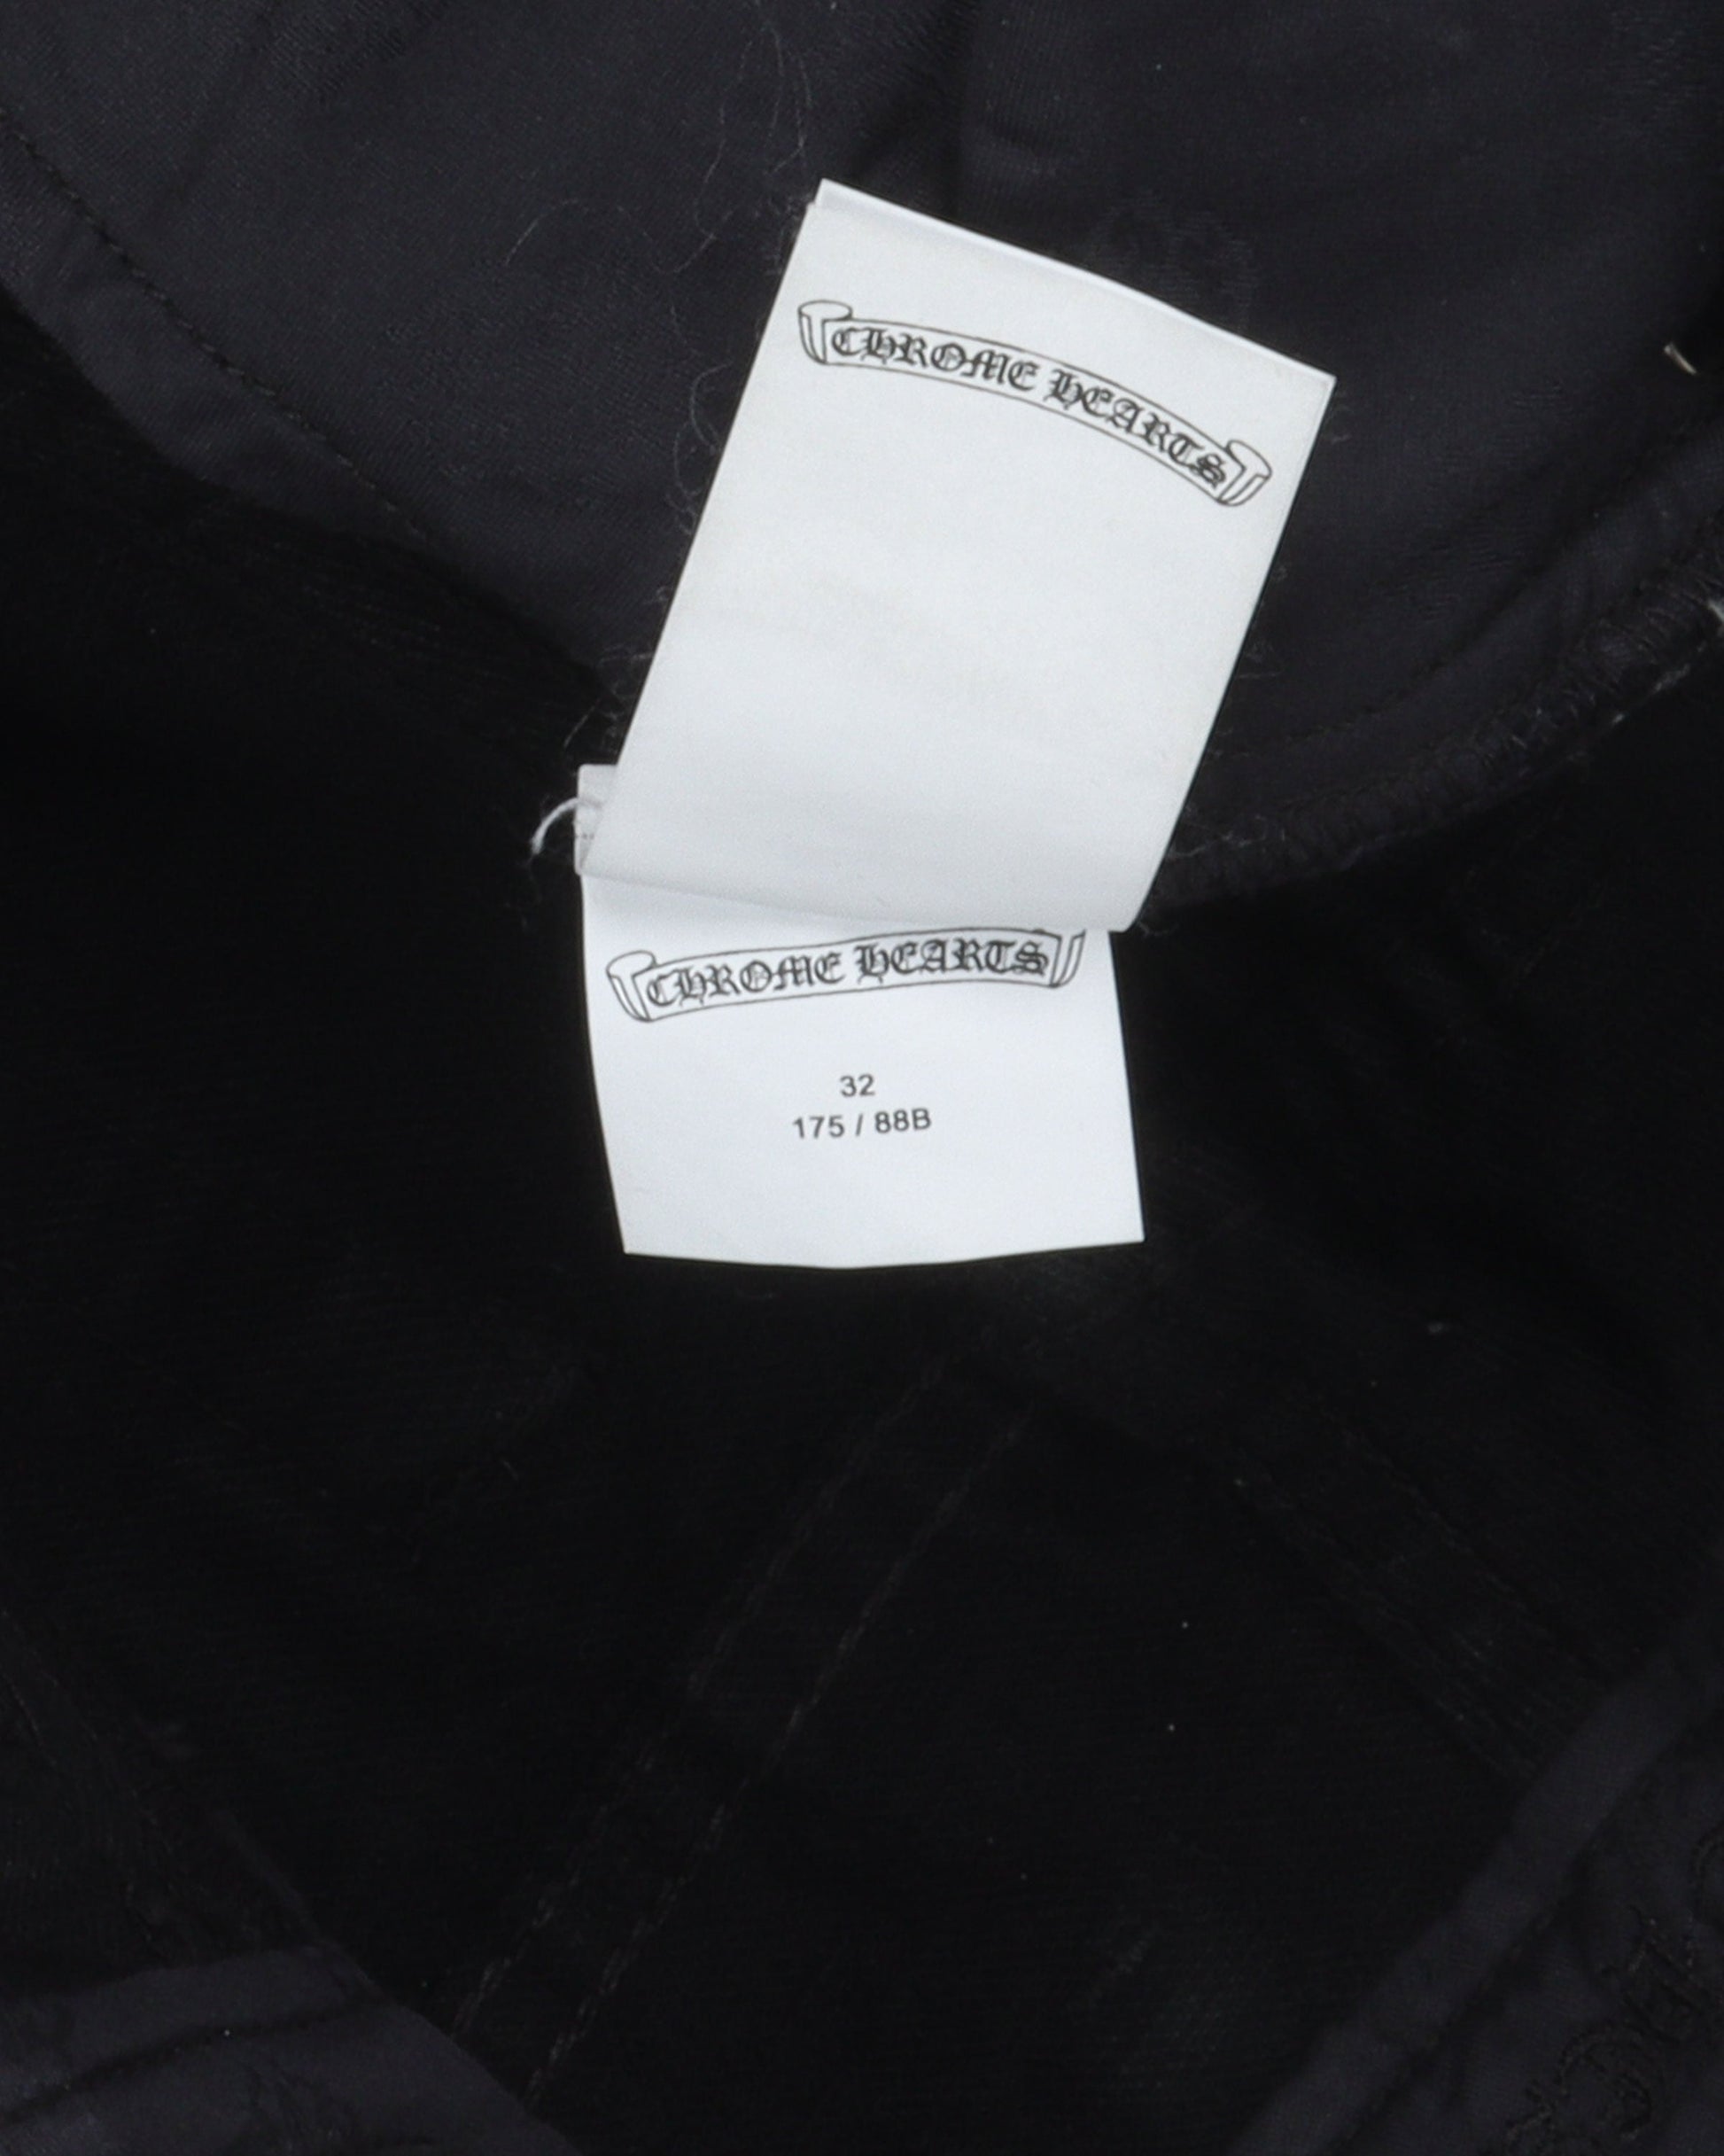 CHROME HEARTS
CHROME HEARTS
32
175 / 88B